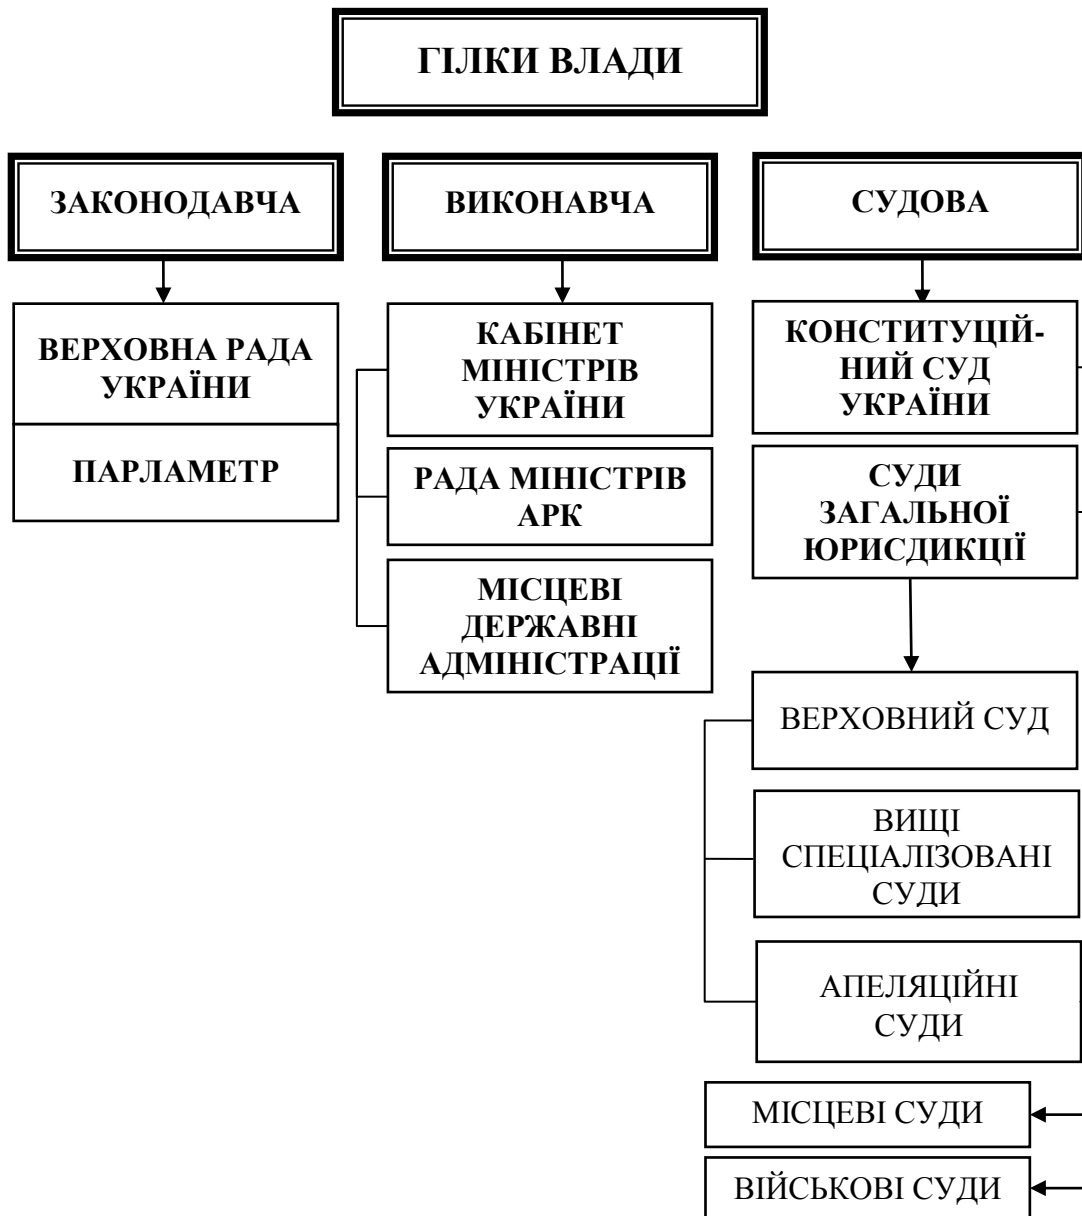 ГІЛКИ ВЛАДИ
ЗАКОНОДАВЧА
ВИКОНАВЧА
СУДОВА
ВЕРХОВНА РАДА
УКРАЇНИ
ПАРЛАМЕТР
КАБІНЕТ
МІНІСТРІВ
УКРАЇНИ
РАДА МІНІСТРІВ
АРК
МІСЦЕВІ
ДЕРЖАВНІ
АДМІНІСТРАЦІЇ
КОНСТИТУЦІЙ-
НИЙ СУД
УКРАЇНИ
СУДИ
ЗАГАЛЬНОЇ
ЮРИСДИКЦІЇ
ВЕРХОВНИЙ СУД
ВИЩІ
СПЕЦІАЛІЗОВАНІ
СУДИ
АПЕЛЯЦІЙНІ
СУДИ
МІСЦЕВІ СУДИ
ВІЙСЬКОВІ СУДИ